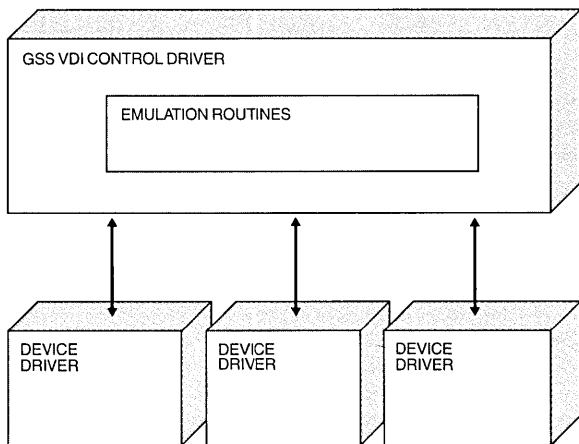 GSS VDI CONTROL DRIVER
EMULATION ROUTINES
DEVICE
DRIVER
DEVICE
DRIVER
DEVICE
DRIVER